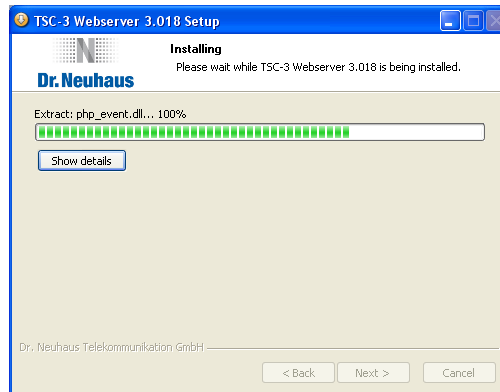 TSC-3 Webserver 3.018 Setup
N
Dr.Neuhaus
Installing
Please wait while TSC-3 Webserver 3.018 is being installed.
Extract: php_event.dll... 100%
Show details
Dr. Neuhaus Telekommunikation GmbH
< Back
Next >
Cancel